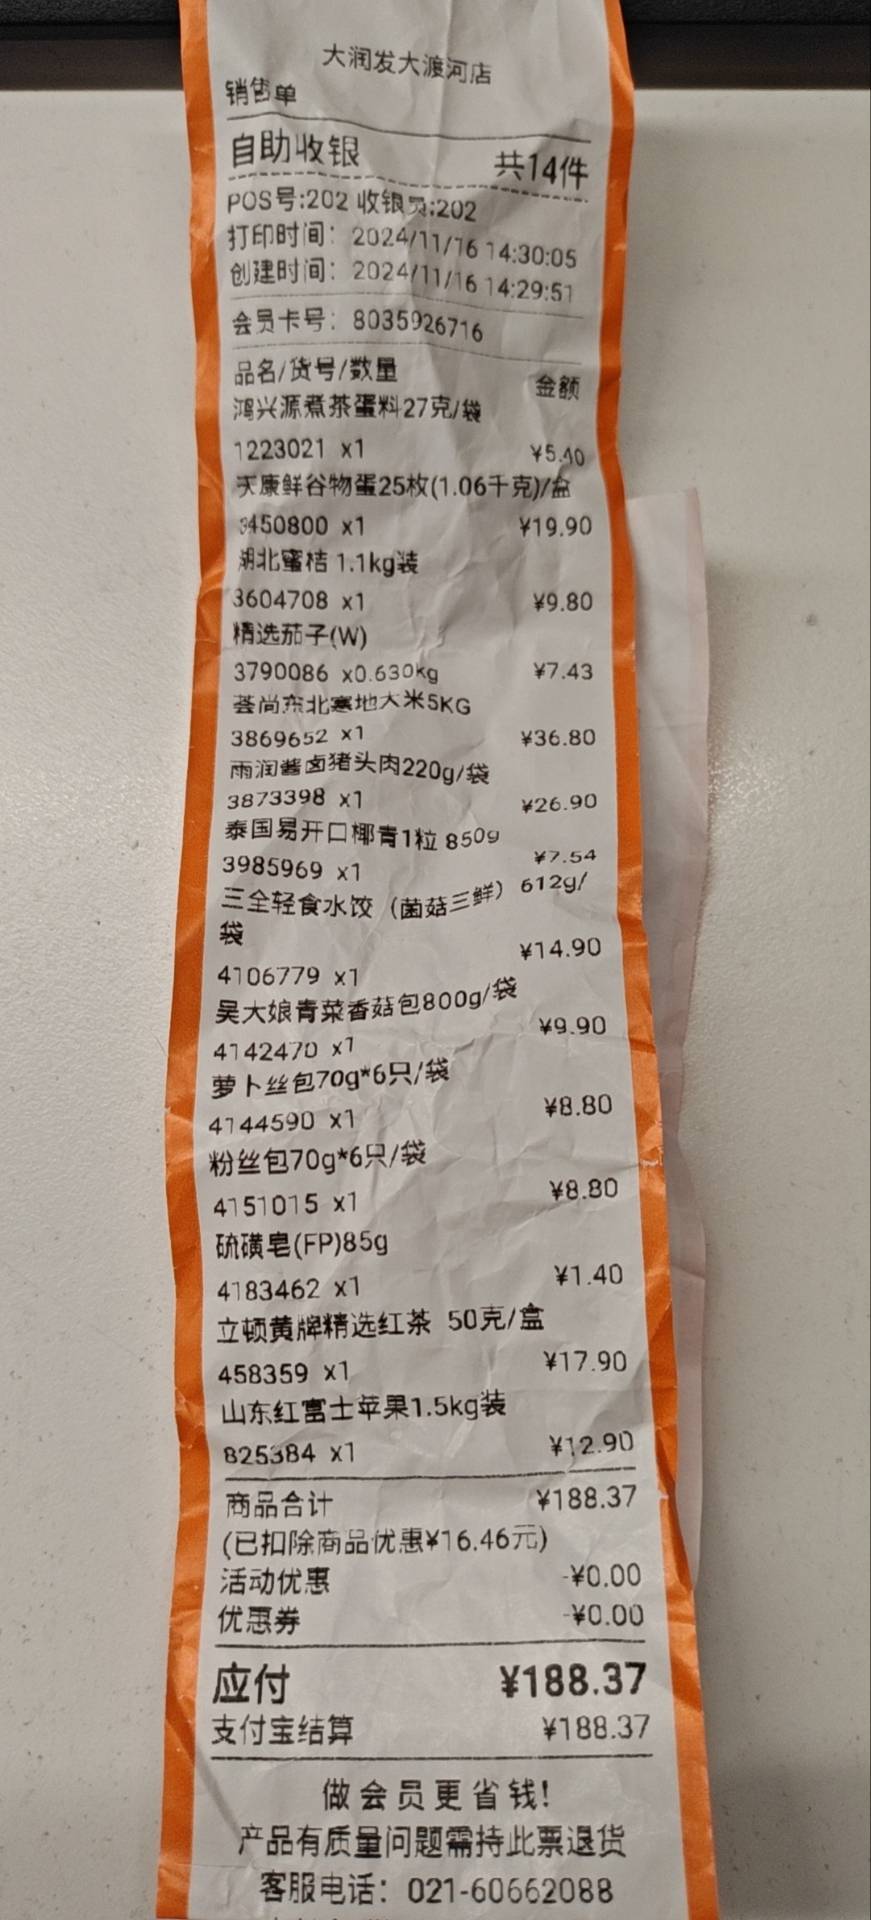 大润发大渡河店
销售单
自助收银 共14件
POS号:202 收银员:202
打印时间：2024/11/16 14:30:05
创建时间：2024/11/16 14:29:51
会员卡号：8035926716
品名/货号/数量 金额
鸿兴源煮茶蛋料27克/袋
1223021 x1 ¥5.40
天康鲜谷物蛋25枚(1.06千克)/盒
3450800 x1 ¥19.90
湖北蜜桔 1.1kg装
3604708 x1 ¥9.80
精选茄子(W)
3790086 x0.630kg ¥7.43
荟尚东北寒地大米5KG
3869652 x1 ¥36.80
雨润酱卤猪头肉220g/袋
3873398 x1 ¥26.90
泰国易开口椰青1粒 850g
3985969 x1 ¥7.54
三全轻食水饺（菌菇三鲜）612g/
袋
4106779 x1 ¥14.90
吴大娘青菜香菇包800g/袋
4142470 x1 ¥9.90
萝卜丝包70g*6只/袋
4144590 x1 ¥8.80
粉丝包70g*6只/袋
4151015 x1 ¥8.80
硫磺皂(FP)85g
4183462 x1 ¥1.40
立顿黄牌精选红茶 50克/盒
458359 x1 ¥17.90
山东红富士苹果1.5kg装
825384 x1 ¥12.90
商品合计 ¥188.37
(已扣除商品优惠¥16.46元)
活动优惠 -¥0.00
优惠券 -¥0.00
应付 ¥188.37
支付宝结算 ¥188.37
做会员更省钱!
产品有质量问题需持此票退货
客服电话：021-60662088